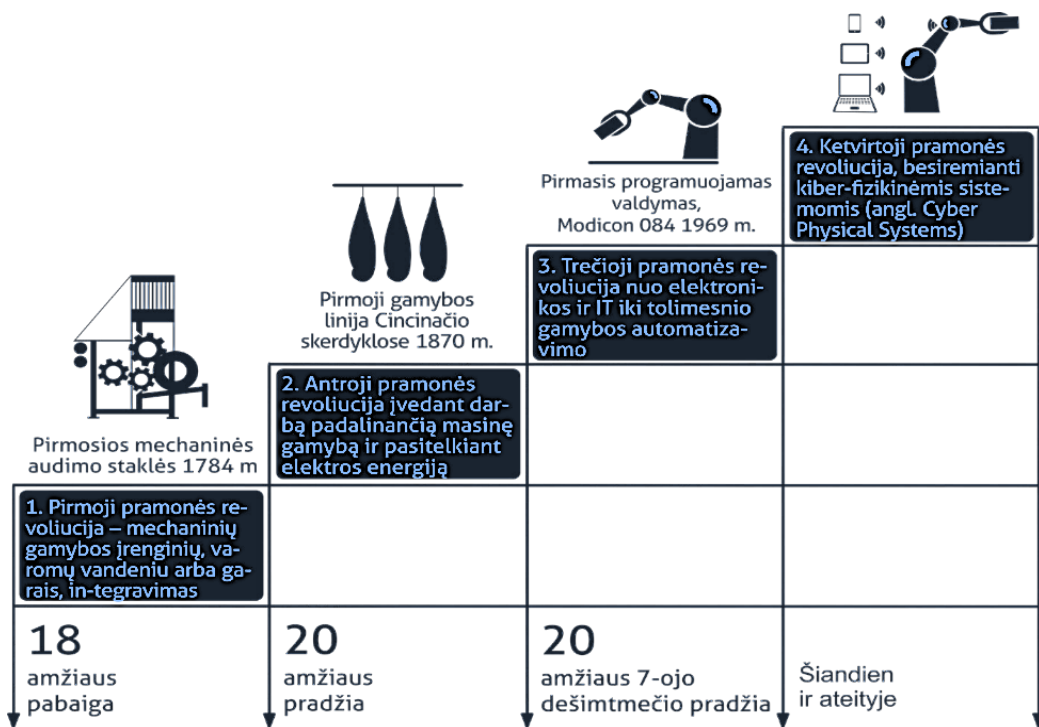 Pirmosios mechaninės
audimo staklės 1784 m
1. Pirmoji pramonės re-
voliucija – mechaninių
gamybos įrenginių, va-
romų vandeniu arba ga-
rais, in-tegravimas
18
amžiaus
pabaiga
Pirmoji gamybos
linija Cincinačio
skerdyklose 1870 m.
2. Antroji pramonės
revoliucija įvedant dar-
bą padalinančią masinę
gamybą ir pasitelkiant
elektros energiją
20
amžiaus
pradžia
Pirmasis programuojamas
valdymas,
Modicon 084 1969 m.
3. Trečioji pramonės re-
voliucija nuo elektroni-
kos ir IT iki tolimesnio
gamybos automatiza-
vimo
20
amžiaus 7-ojo
dešimtmečio pradžia
4. Ketvirtoji pramonės
revoliucija, besiremianti
kiber-fizikinėmis siste-
momis (angl. Cyber
Physical Systems)
Šiandien
ir ateityje